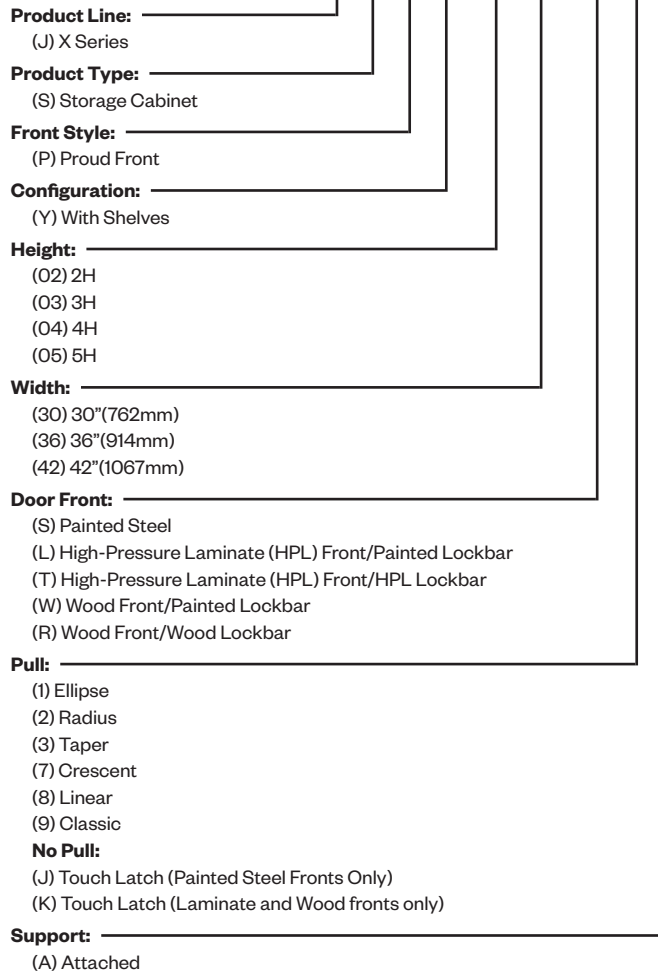 Product Line:
(J) X Series
Product Type:
(S) Storage Cabinet
Front Style:
(P) Proud Front
Configuration:
(Y) With Shelves
Height:
(02) 2H
(03) 3H
(04) 4H
(05) 5H
Width:
(30) 30”(762mm)
(36) 36”(914mm)
(42) 42”(1067mm)
Door Front:
(S) Painted Steel
(L) High-Pressure Laminate (HPL) Front/Painted Lockbar
(T) High-Pressure Laminate (HPL) Front/HPL Lockbar
(W) Wood Front/Painted Lockbar
(R) Wood Front/Wood Lockbar
Pull:
(1) Ellipse
(2) Radius
(3) Taper
(7) Crescent
(8) Linear
(9) Classic
No Pull:
(J) Touch Latch (Painted Steel Fronts Only)
(K) Touch Latch (Laminate and Wood fronts only)
Support:
(A) Attached